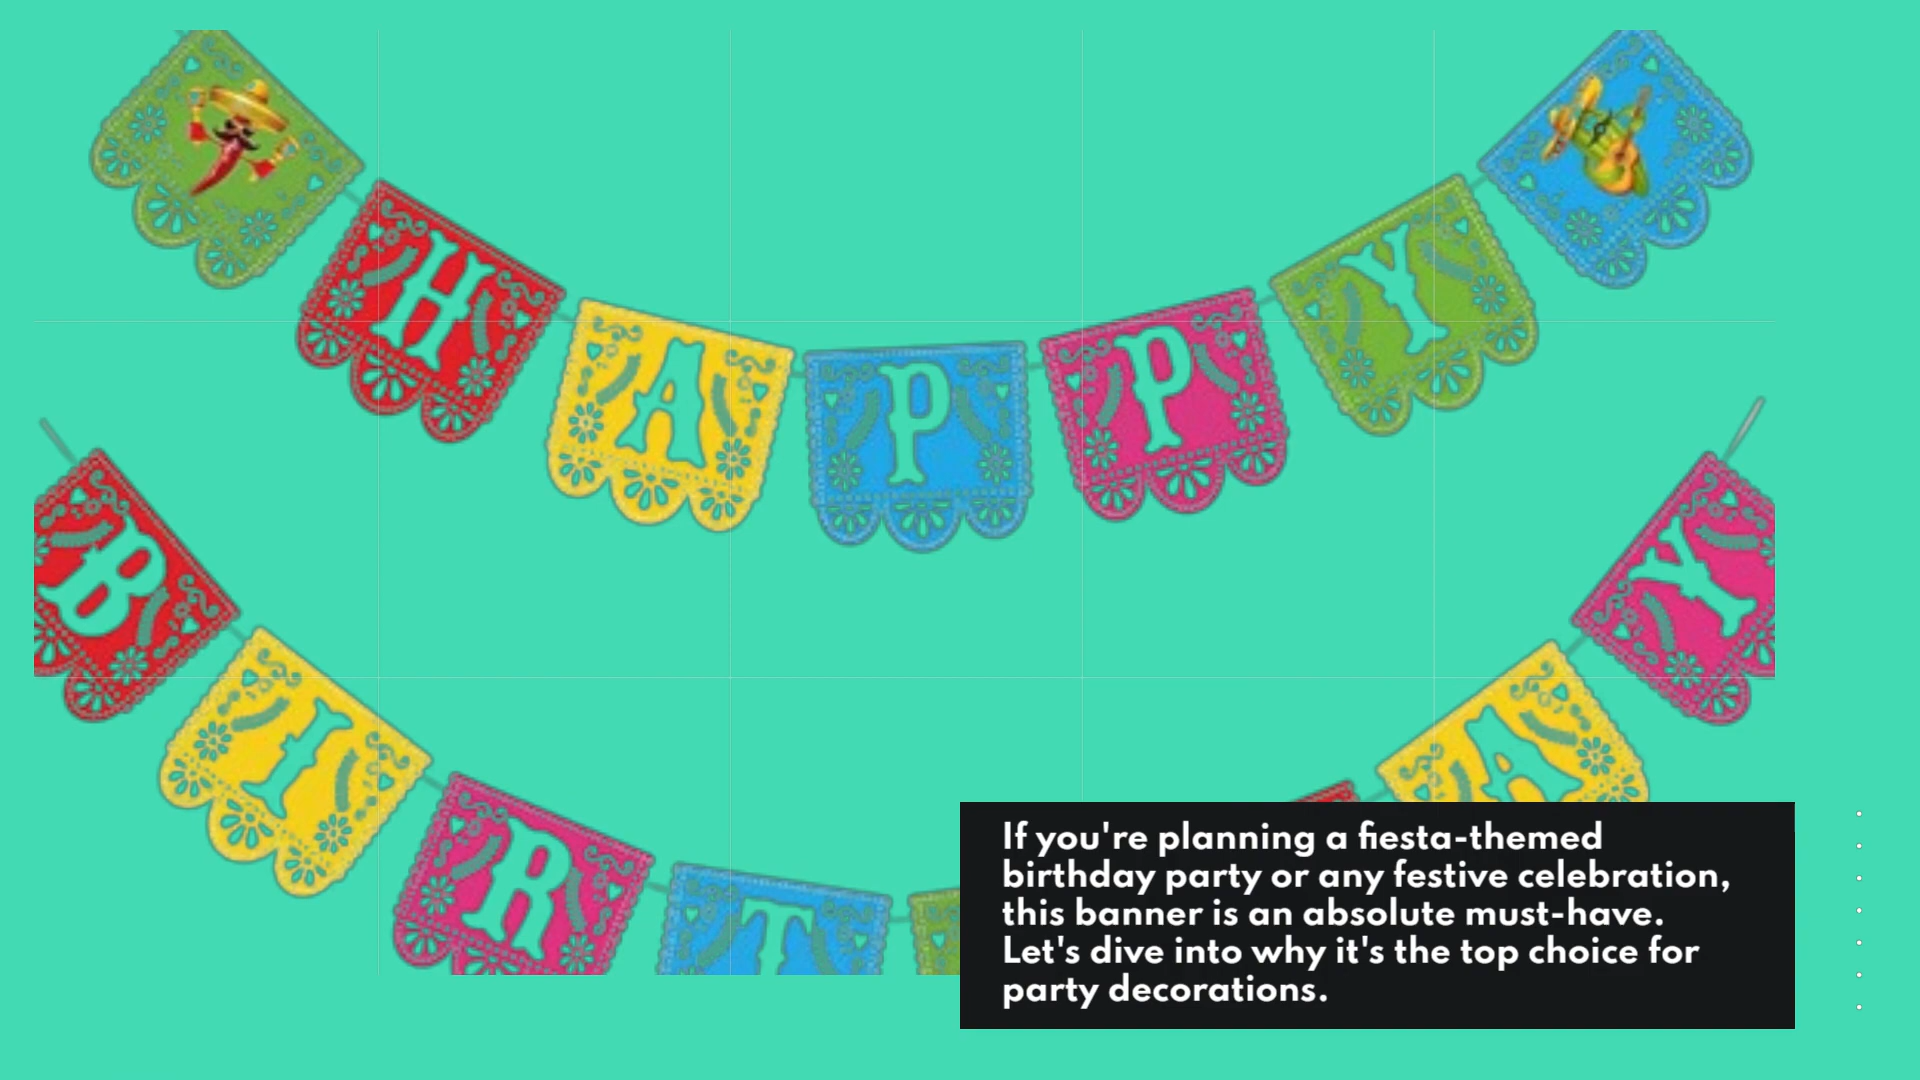 HAPPY
BIRT
AY
If you're planning a fiesta-themed
birthday party or any festive celebration,
this banner is an absolute must-have.
Let's dive into why it's the top choice for
party decorations.